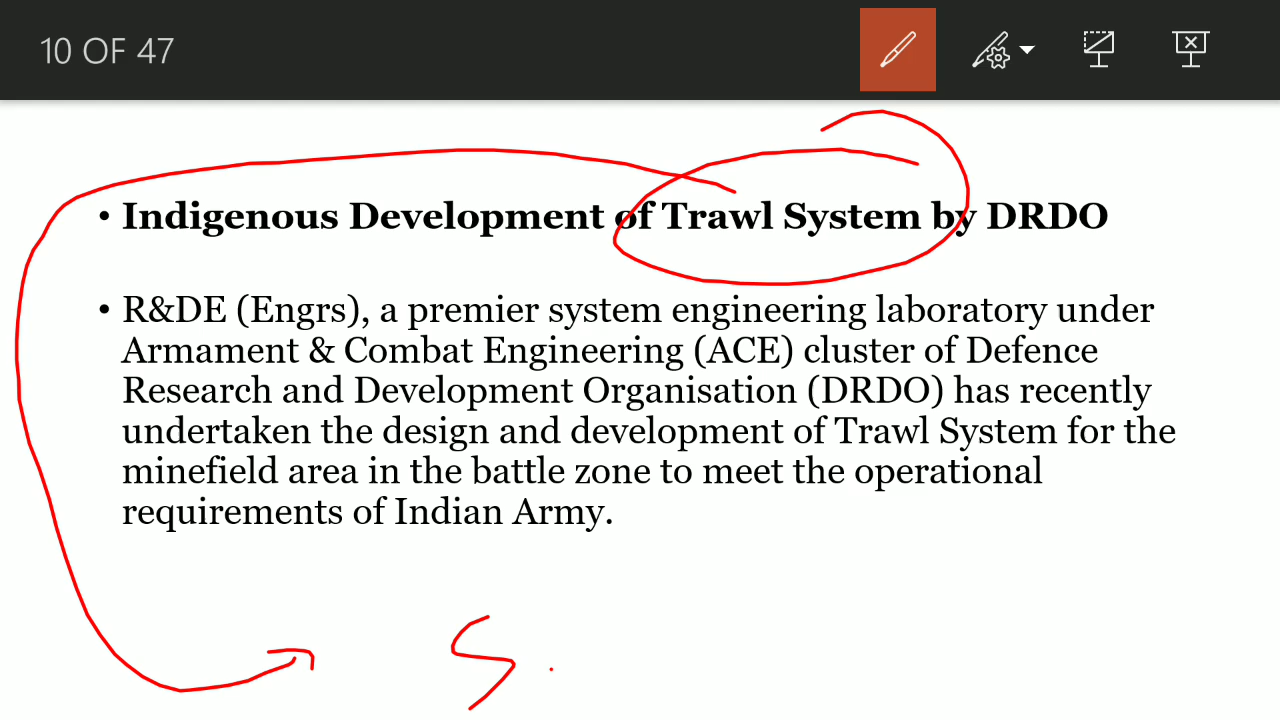 10 OF 47
• Indigenous Development of Trawl System by DRDO
• R&DE (Engrs), a premier system engineering laboratory under
Armament & Combat Engineering (ACE) cluster of Defence
Research and Development Organisation (DRDO) has recently
undertaken the design and development of Trawl System for the
minefield area in the battle zone to meet the operational
requirements of Indian Army.
S.